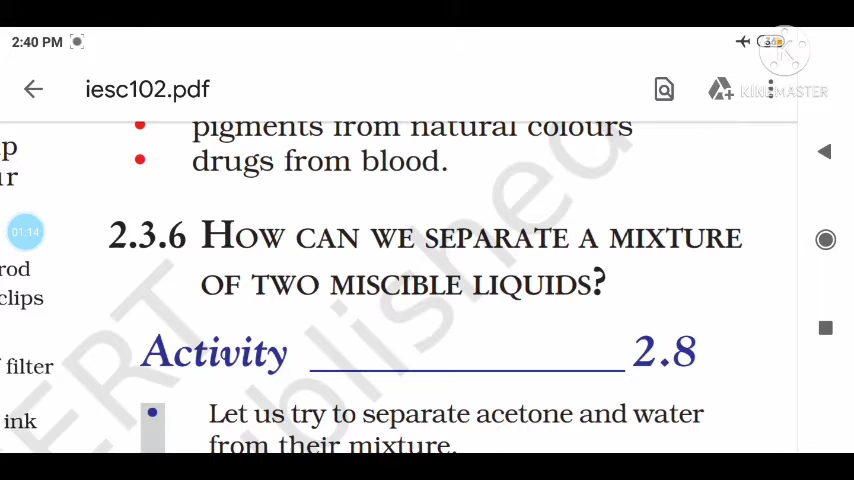 2:40 PM
iesc102.pdf
KINEMASTER
pigments from natural colours
drugs from blood.
01:14
rod
clips
filter
ink
2.3.6 HOW CAN WE SEPARATE A MIXTURE
OF TWO MISCIBLE LIQUIDS?
Activity 2.8
Let us try to separate acetone and water
from their mixture.